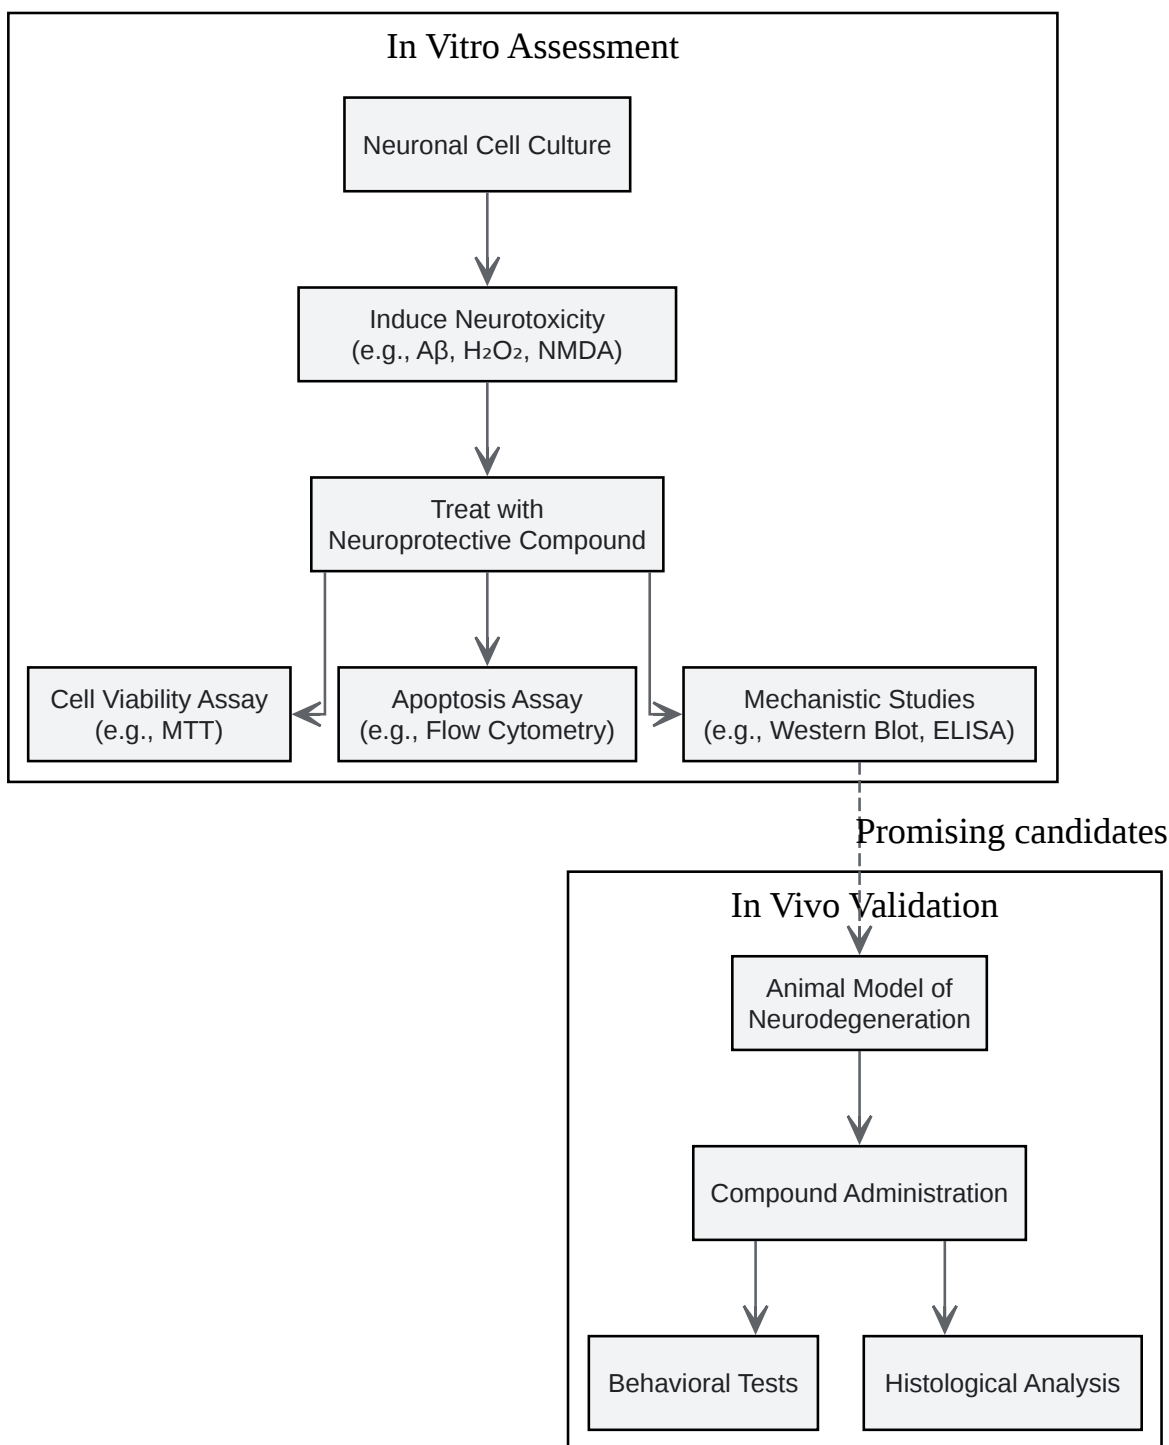 In Vitro Assessment
Neuronal Cell Culture
Induce Neurotoxicity
(e.g., Aβ, H₂O₂, NMDA)
Treat with
Neuroprotective Compound
Cell Viability Assay
(e.g., MTT)
Apoptosis Assay
(e.g., Flow Cytometry)
Mechanistic Studies
(e.g., Western Blot, ELISA)
Promising candidates
In Vivo Validation
Animal Model of
Neurodegeneration
Compound Administration
Behavioral Tests
Histological Analysis